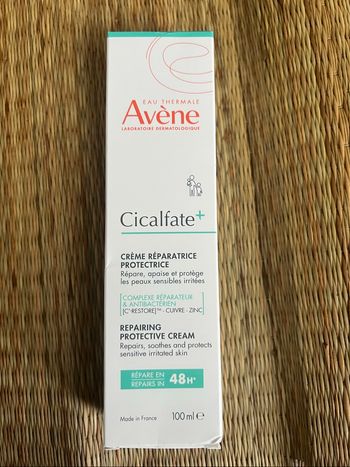 EAU THERMALE
Avène
LABORATOIRE DERMATOLOGIQUE
Cicalfate+
CRÈME RÉPARATRICE
PROTECTRICE
Répare, apaise et protège
les peaux sensibles irritées
COMPLEXE RÉPARATEUR
& ANTIBACTÉRIEN
[C+-RESTORE]™ - CUIVRE - ZINC
REPAIRING
PROTECTIVE CREAM
Repairs, soothes and protects
sensitive irritated skin
RÉPARE EN
REPAIRS IN
48H*
Made in France
100 ml ℮